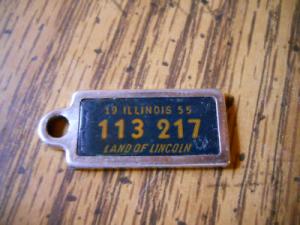 19 ILLINOIS 55
113 217
LAND OF LINCOLN